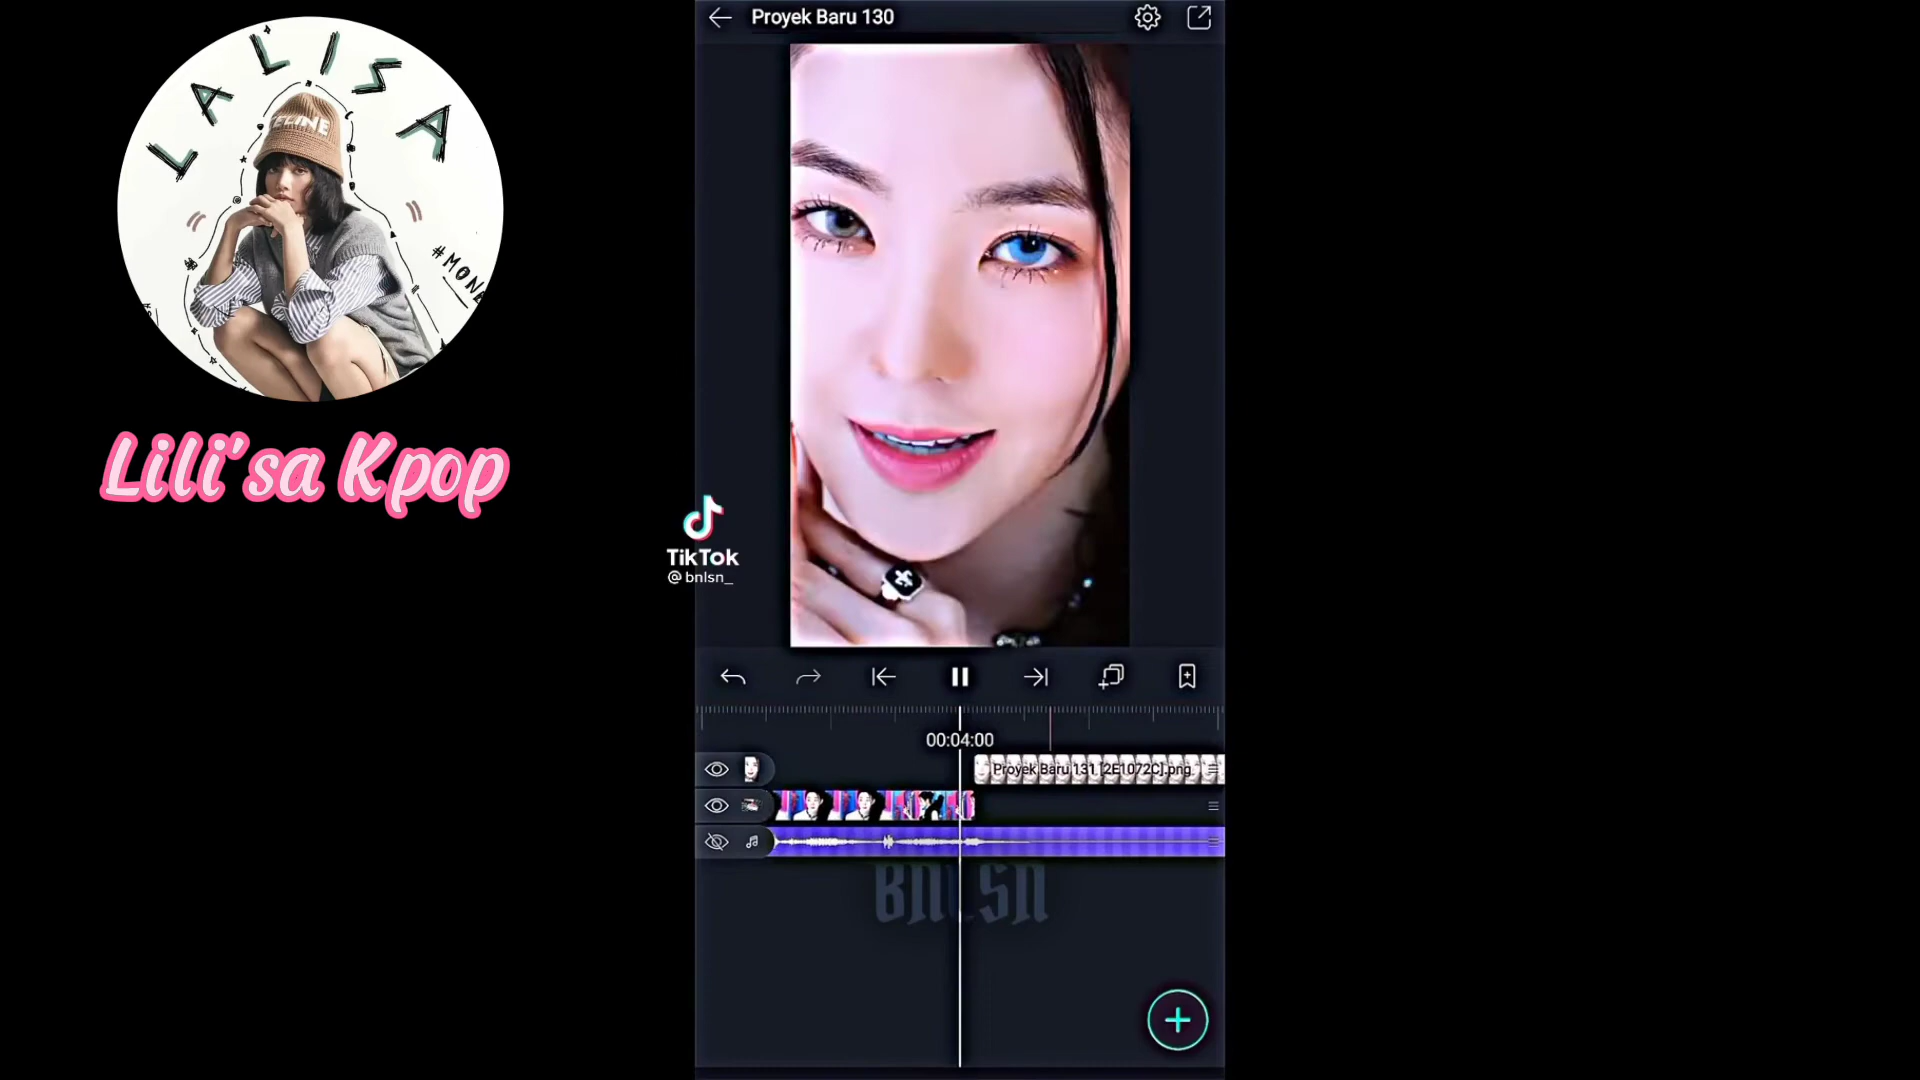 LALISA
CELINE
#MONE
Lili'sa Kpop
Proyek Baru 130
TikTok
@bnlsn_
00:04:00
Proyek Baru 131 [2E1072C].png
BNLSN